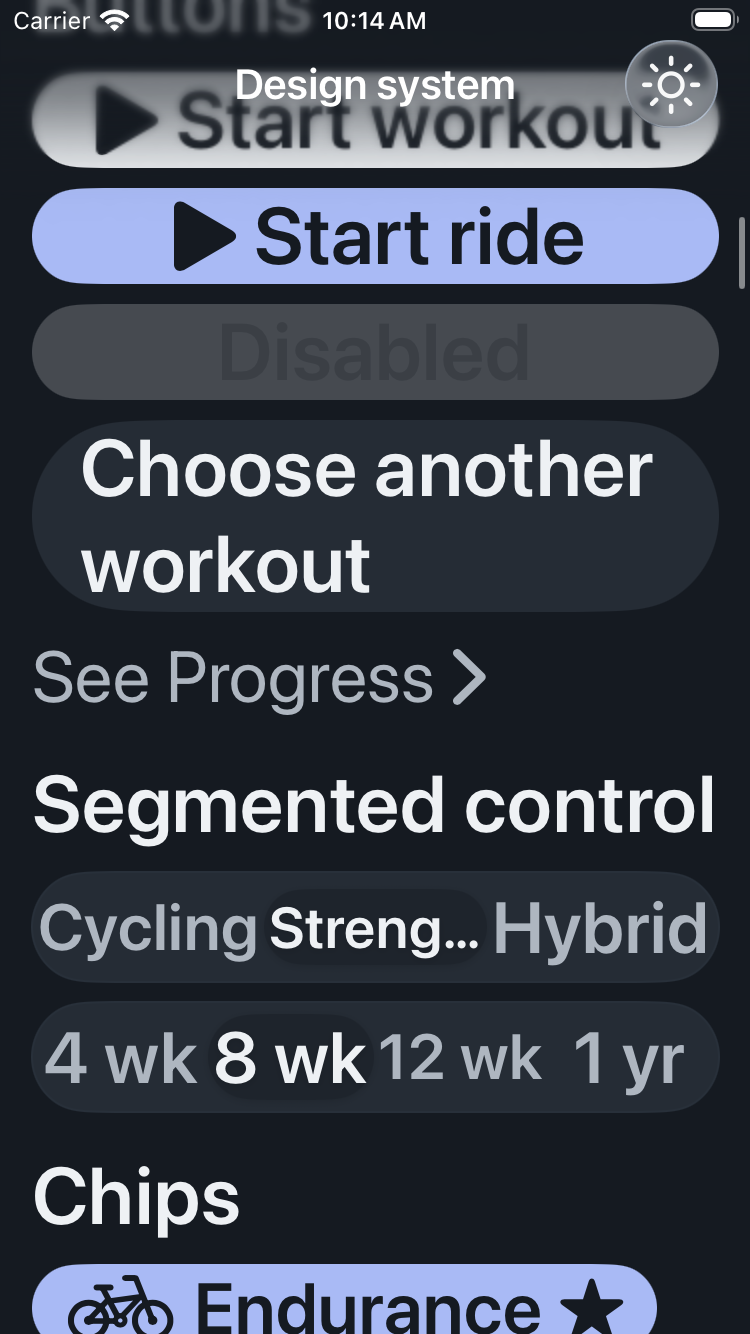 Carrier 10:14 AM
Buttons
Design system
Start workout
Start ride
Disabled
Choose another
workout
See Progress
Segmented control
Cycling Streng... Hybrid
4 wk 8 wk 12 wk 1 yr
Chips
Endurance